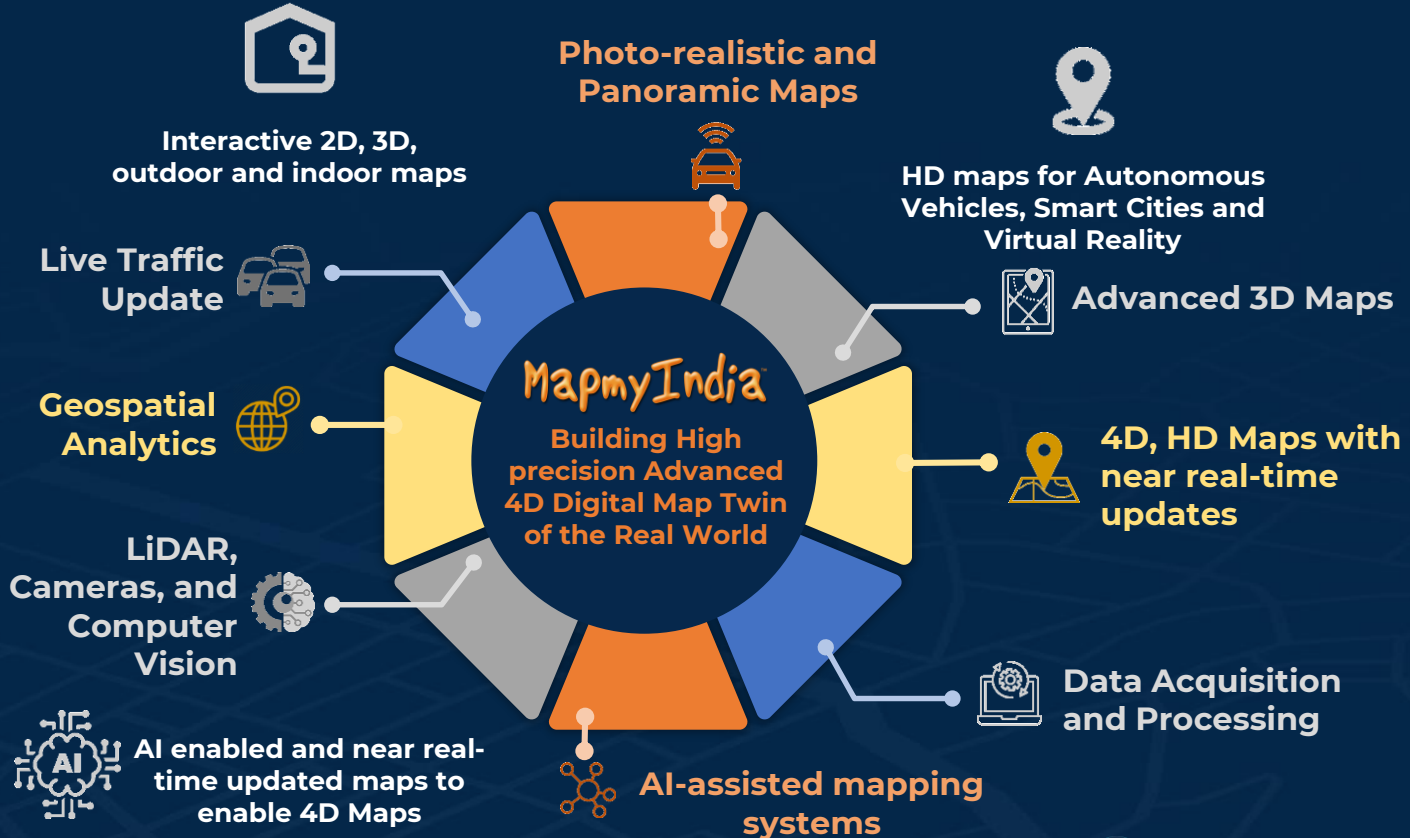 Interactive 2D, 3D,
outdoor and indoor maps
Photo-realistic and
Panoramic Maps
HD maps for Autonomous
Vehicles, Smart Cities and
Virtual Reality
Live Traffic
Update
Advanced 3D Maps
Geospatial
Analytics
MapmyIndia™
Building High
precision Advanced
4D Digital Map Twin
of the Real World
4D, HD Maps with
near real-time
updates
LiDAR,
Cameras, and
Computer
Vision
Data Acquisition
and Processing
AI
AI enabled and near real-
time updated maps to
enable 4D Maps
AI-assisted mapping
systems